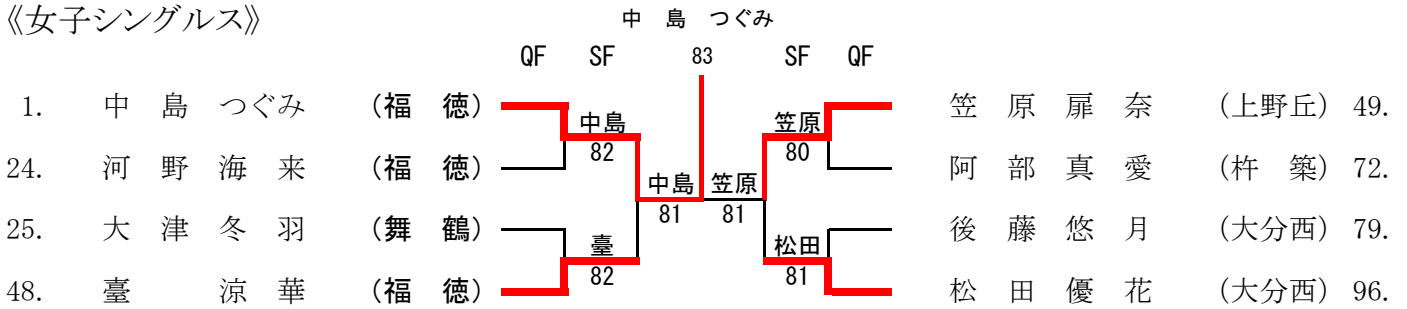 《女子シングルス》
中 島 つぐみ
QF SF 83 SF QF
1. 中 島 つぐみ (福 徳) 中島 笠原 笠 原 扉 奈 (上野丘) 49.
82 80
24. 河 野 海 来 (福 徳) 中島 笠原 阿 部 真 愛 (杵 築) 72.
81 81
25. 大 津 冬 羽 (舞 鶴) 臺 松田 後 藤 悠 月 (大分西) 79.
82 81
48. 臺 涼 華 (福 徳) 松 田 優 花 (大分西) 96.